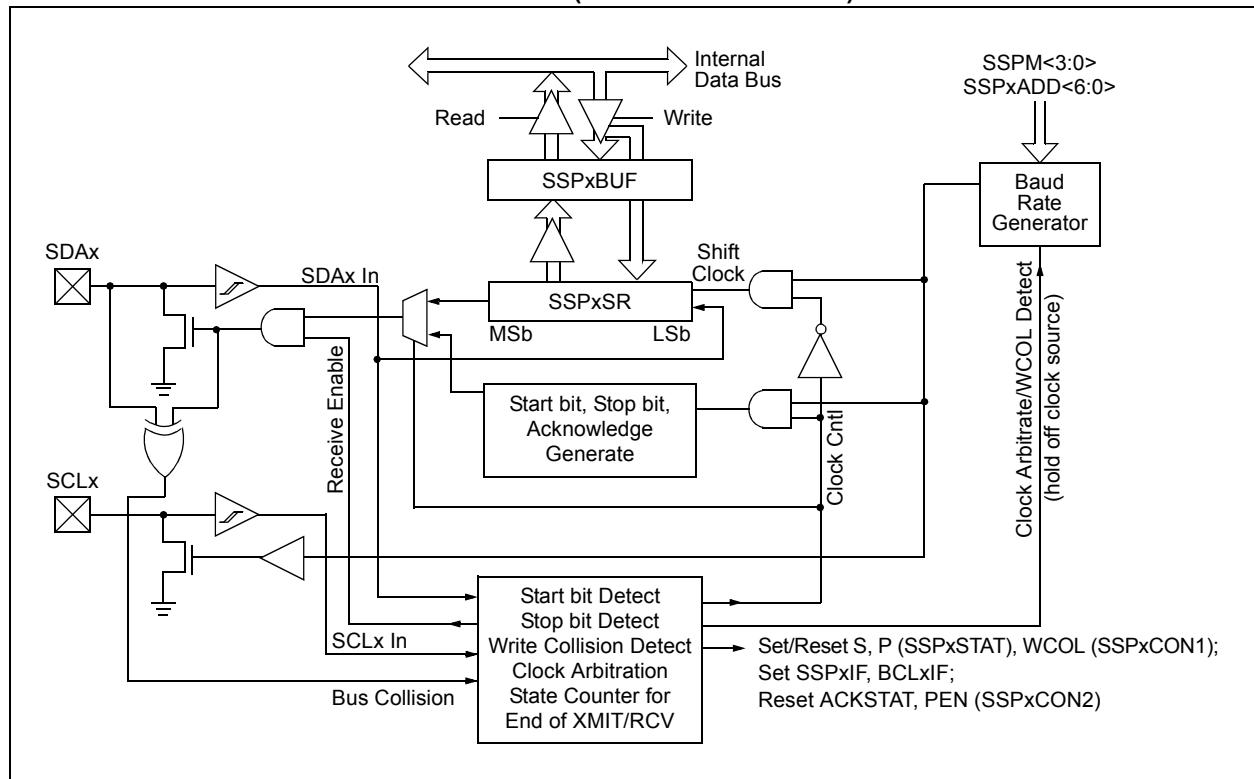 Internal
Data Bus
SSPM<3:0>
SSPxADD<6:0>
Read
Write
SSPxBUF
Baud
Rate
Generator
SDAx
SDAx In
Shift
Clock
SSPxSR
MSb
LSb
Receive Enable
Start bit, Stop bit,
Acknowledge
Generate
Clock Cntl
Clock Arbitrate/WCOL Detect
(hold off clock source)
SCLx
SCLx In
Bus Collision
Start bit Detect
Stop bit Detect
Write Collision Detect
Clock Arbitration
State Counter for
End of XMIT/RCV
Set/Reset S, P (SSPxSTAT), WCOL (SSPxCON1);
Set SSPxIF, BCLxIF;
Reset ACKSTAT, PEN (SSPxCON2)